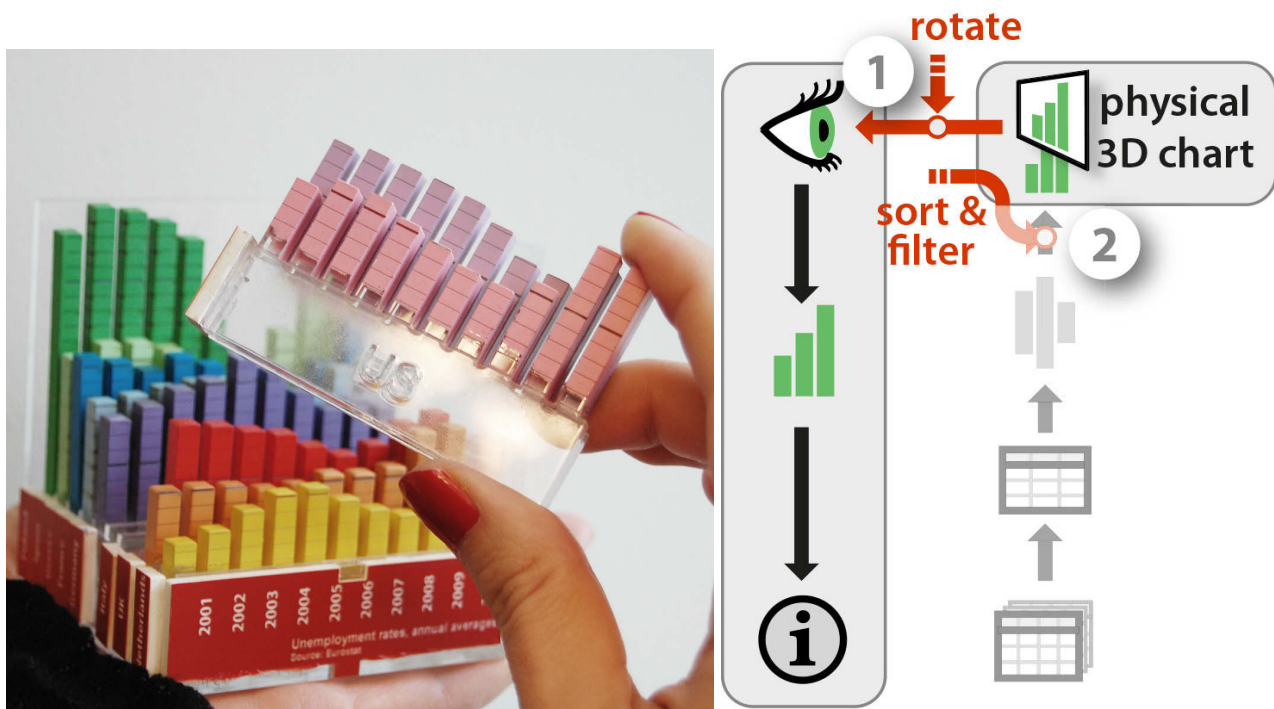 US
Germany
Italy
UK
Netherlands
2001
2002
2003
2004
2005
2006
2007
2008
2009
Unemployment rates, annual averages
Source: Eurostat
rotate
1
physical
3D chart
sort &
filter
2
i